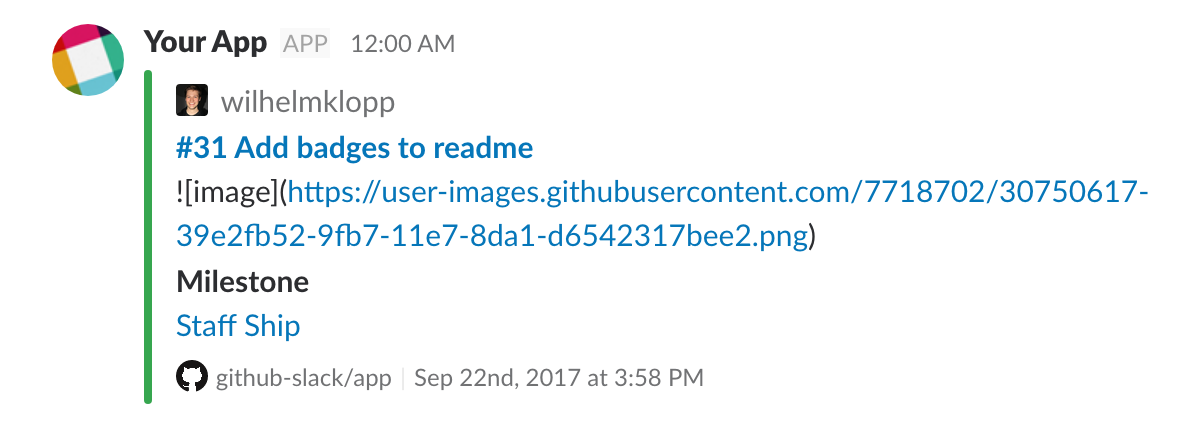 Your App APP 12:00 AM
wilhelmklopp
#31 Add badges to readme
![image](https://user-images.githubusercontent.com/7718702/30750617-
39e2fb52-9fb7-11e7-8da1-d6542317bee2.png)
Milestone
Staff Ship
github-slack/app | Sep 22nd, 2017 at 3:58 PM